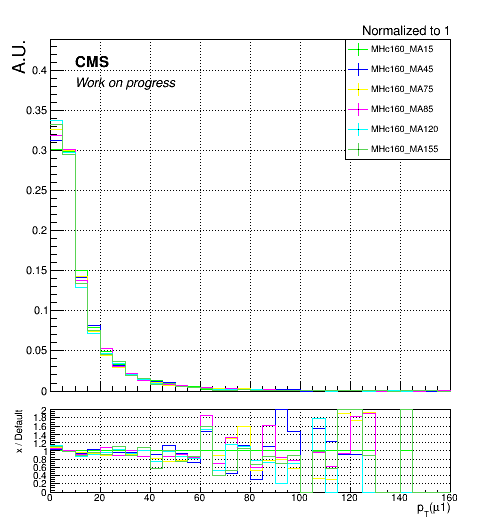 Normalized to 1
A.U.
CMS
Work on progress
MHc160_MA15
MHc160_MA45
MHc160_MA75
MHc160_MA85
MHc160_MA120
MHc160_MA155
0.4
0.35
0.3
0.25
0.2
0.15
0.1
0.05
0
x / Default
2
1.8
1.6
1.4
1.2
1
0.8
0.6
0.4
0.2
0
0 20 40 60 80 100 120 140 160
pT(μ1)